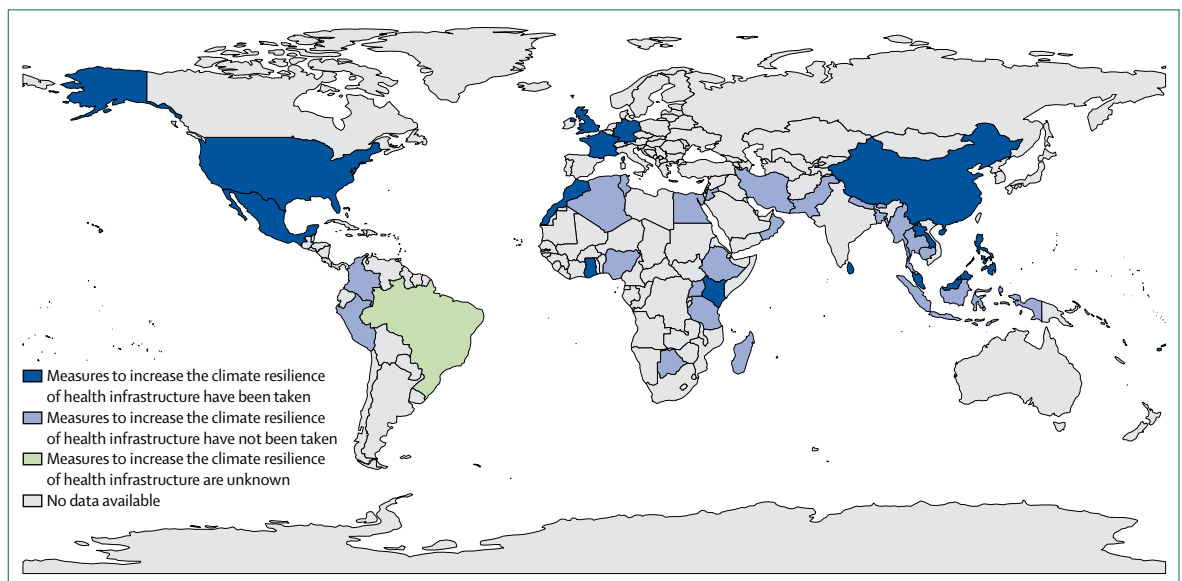 Measures to increase the climate resilience
of health infrastructure have been taken
Measures to increase the climate resilience
of health infrastructure have not been taken
Measures to increase the climate resilience
of health infrastructure are unknown
No data available